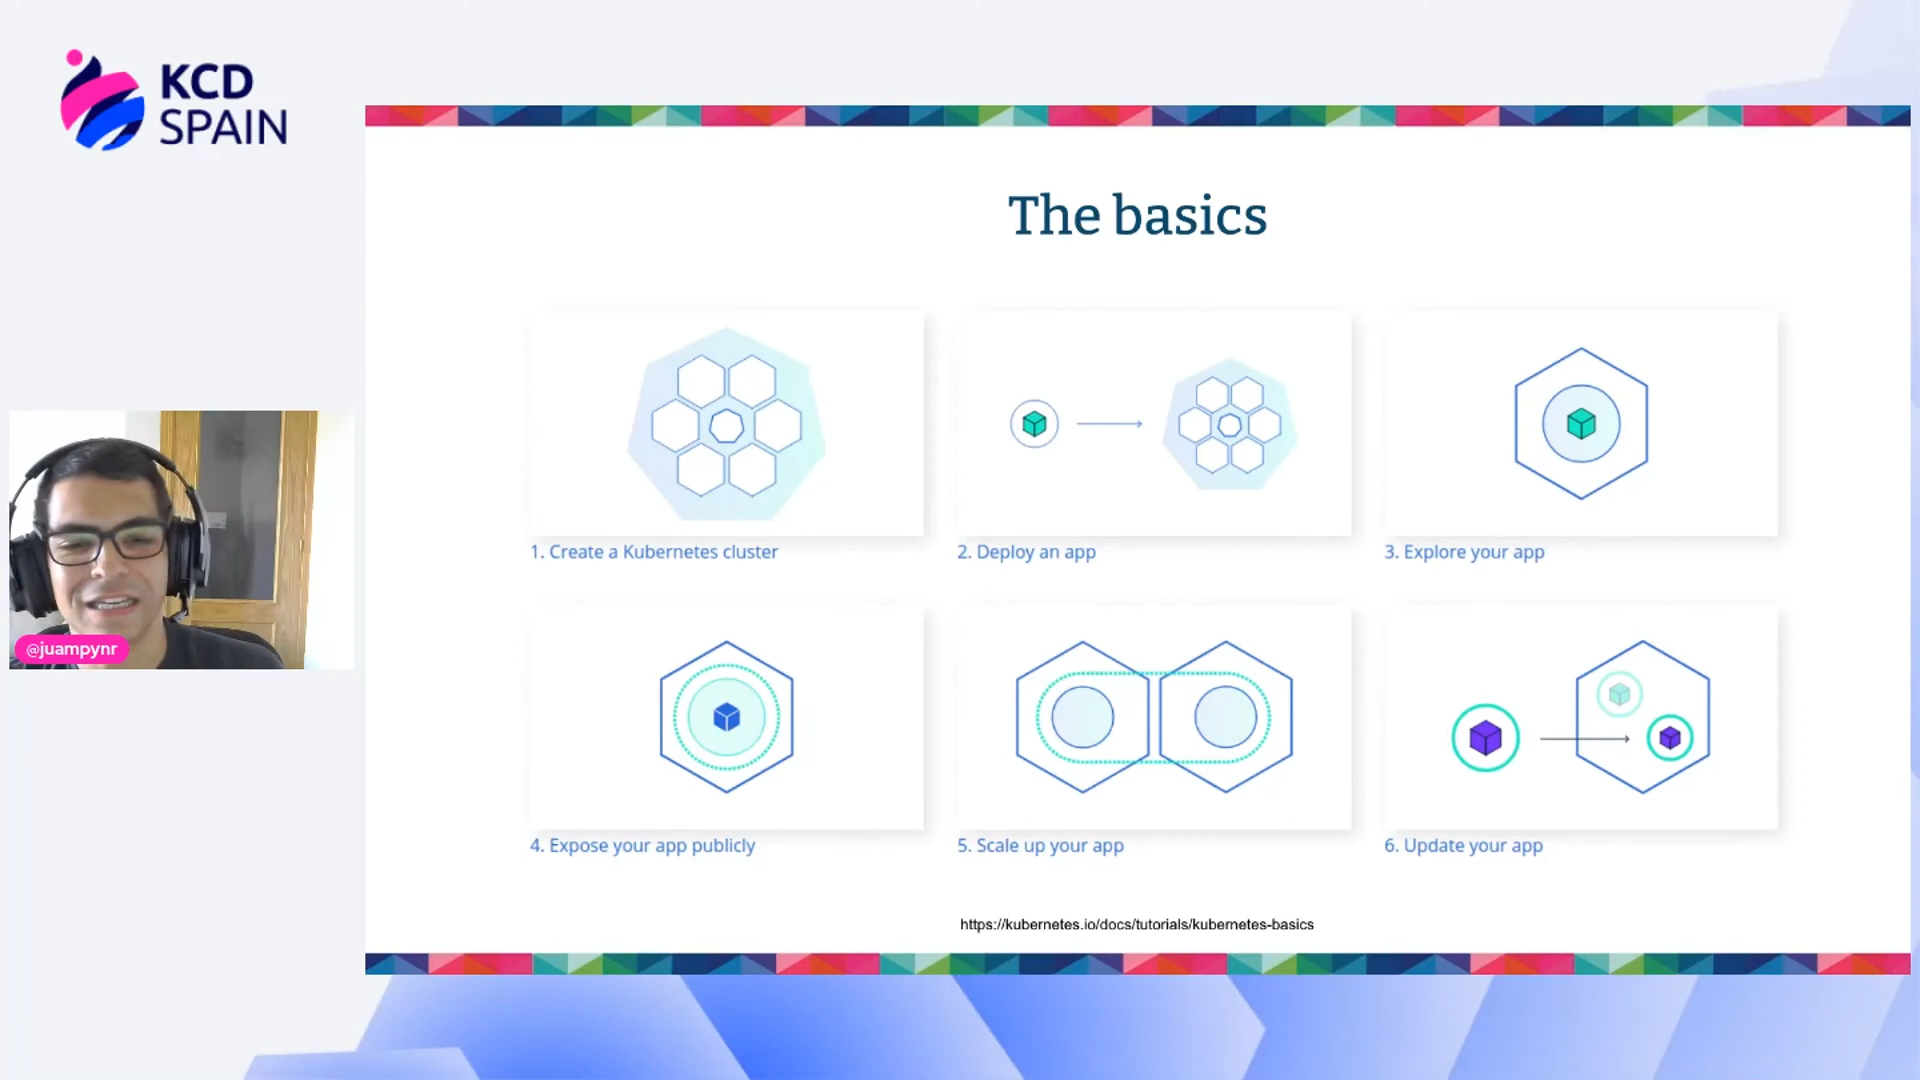 KCD
SPAIN
The basics
1. Create a Kubernetes cluster
2. Deploy an app
3. Explore your app
4. Expose your app publicly
5. Scale up your app
6. Update your app
https://kubernetes.io/docs/tutorials/kubernetes-basics
@juampynr